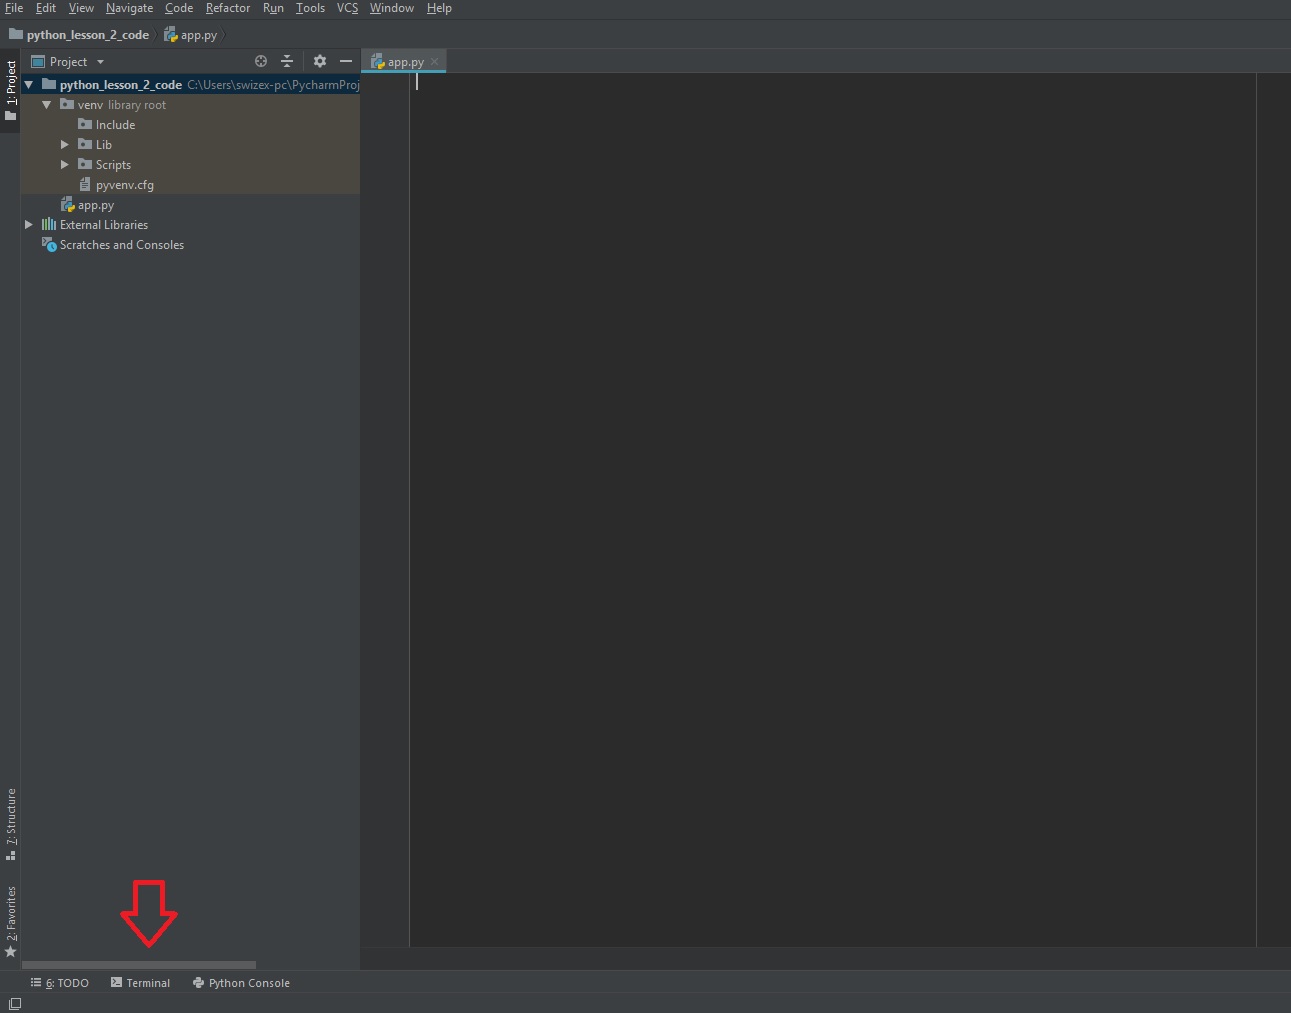 File Edit View Navigate Code Refactor Run Tools VCS Window Help
python_lesson_2_code app.py
1: Project
Project
app.py
python_lesson_2_code C:\Users\swizex-pc\PycharmProj
venv library root
Include
Lib
Scripts
pyvenv.cfg
app.py
External Libraries
Scratches and Consoles
7: Structure
2: Favorites
6: TODO Terminal Python Console